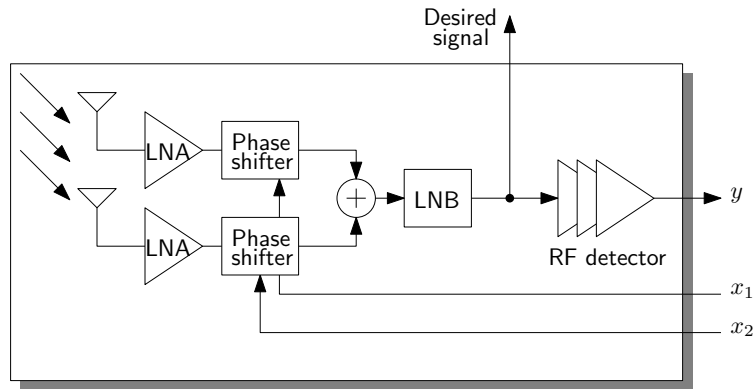 Desired
signal
LNA
Phase
shifter
+
LNB
y
LNA
Phase
shifter
RF detector
x₁
x₂